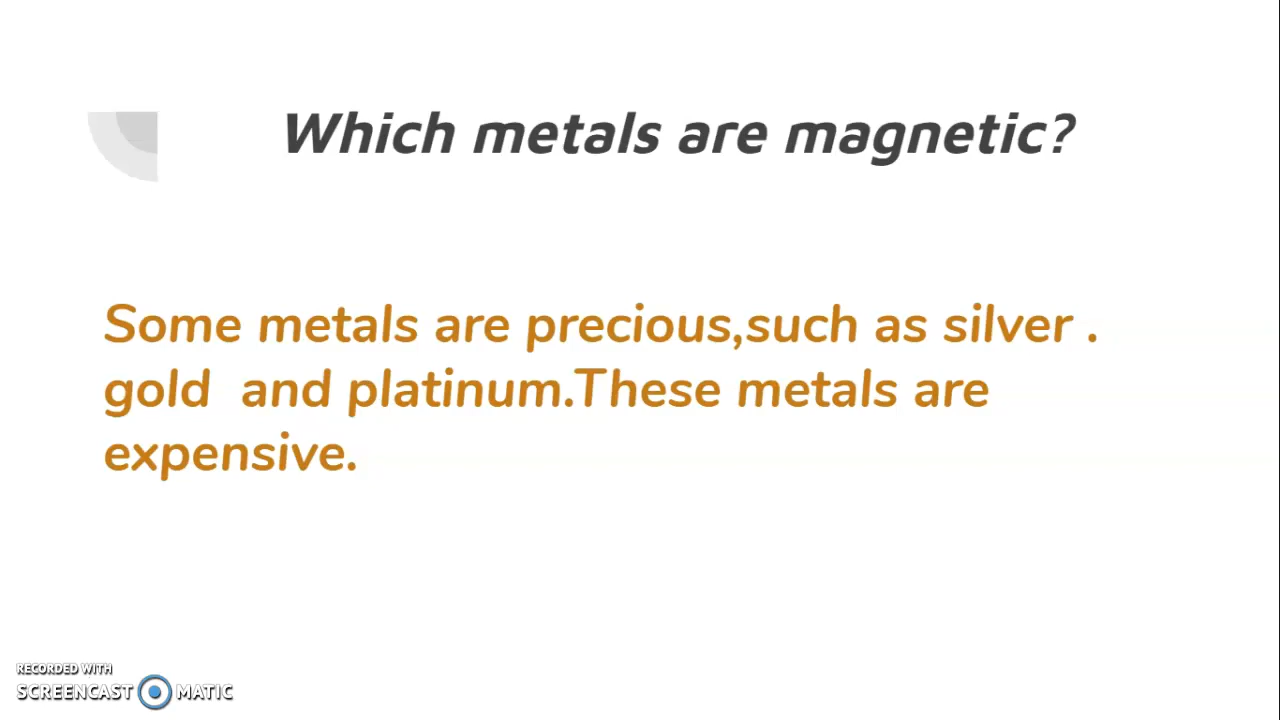 Which metals are magnetic?
Some metals are precious,such as silver .
gold  and platinum.These metals are
expensive.
RECORDED WITH
SCREENCAST MATIC